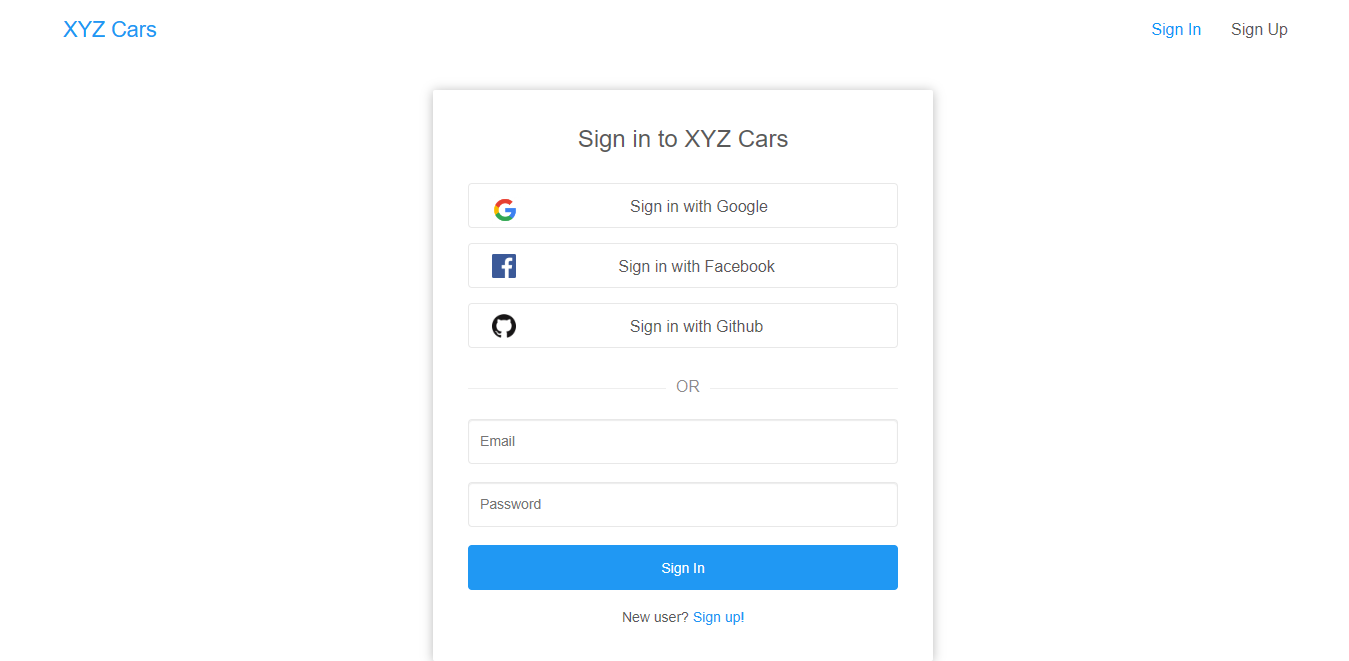 XYZ Cars
Sign In
Sign Up
Sign in to XYZ Cars
Sign in with Google
Sign in with Facebook
Sign in with Github
OR
Email
Password
Sign In
New user? Sign up!